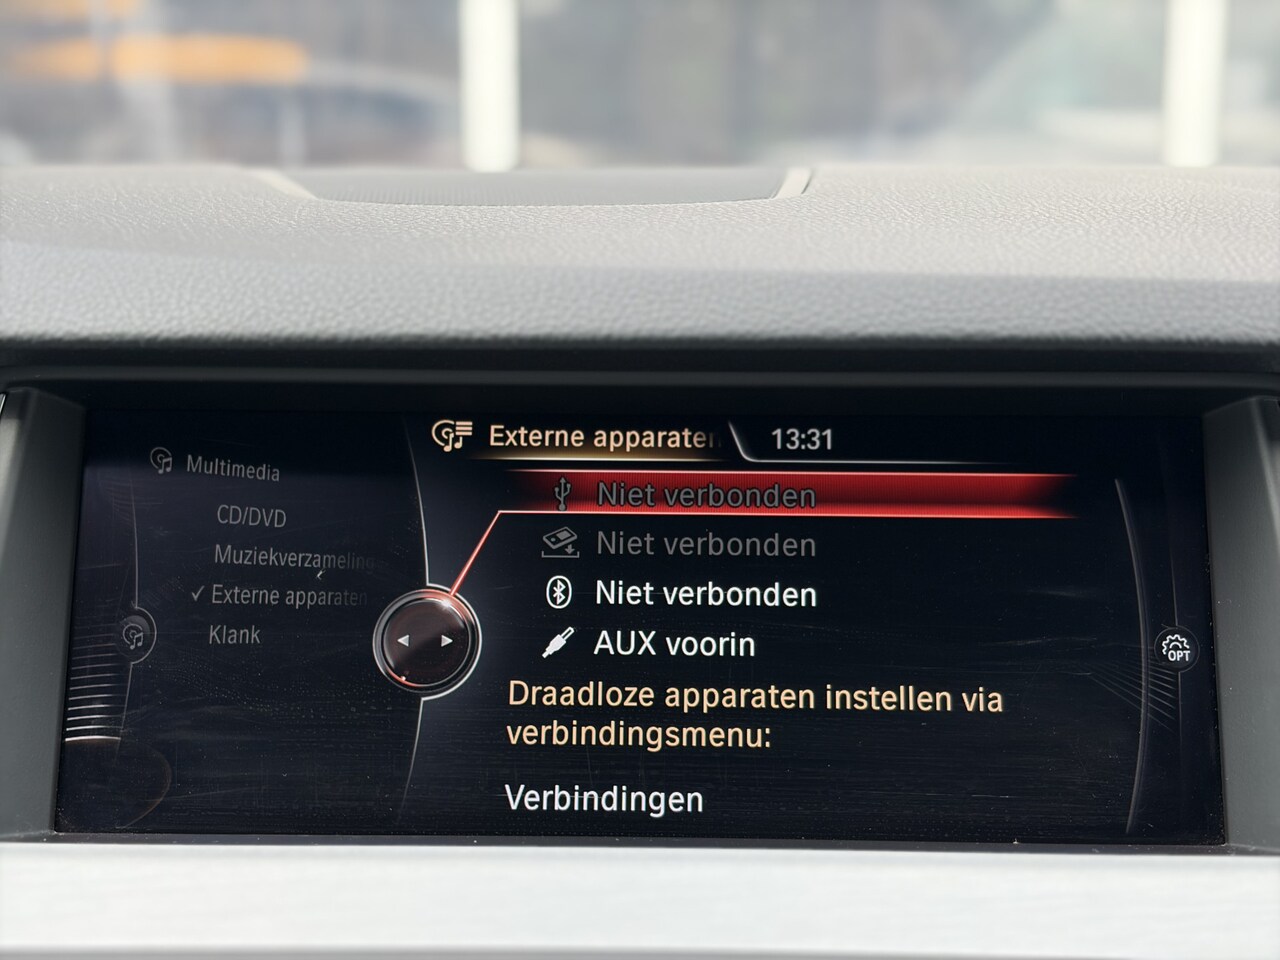 Externe apparaten
13:31
Multimedia
CD/DVD
Muziekverzameling
✓ Externe apparaten
Klank
Niet verbonden
Niet verbonden
Niet verbonden
AUX voorin
Draadloze apparaten instellen via
verbindingsmenu:
Verbindingen
OPT